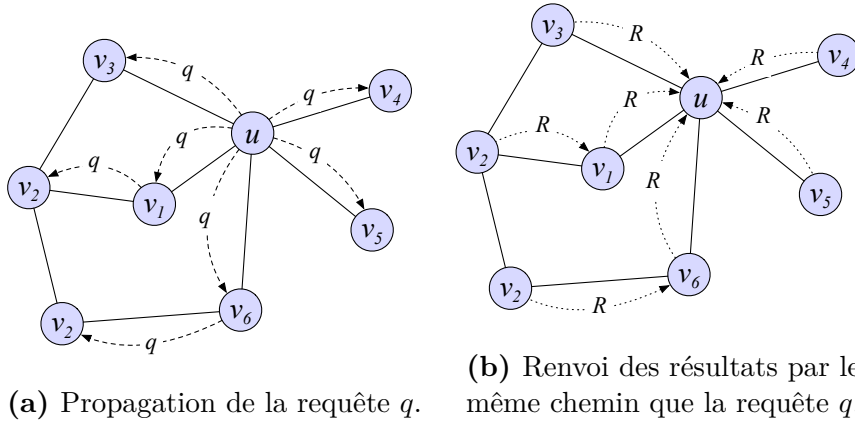 v3
q
q
v4
u
q
q
q
v2
v1
v5
q
v6
v2
q
(a) Propagation de la requête q.
v3
R
R
v4
R
u
R
R
v2
v1
R
v5
v6
v2
R
(b) Renvoi des résultats par le
même chemin que la requête q